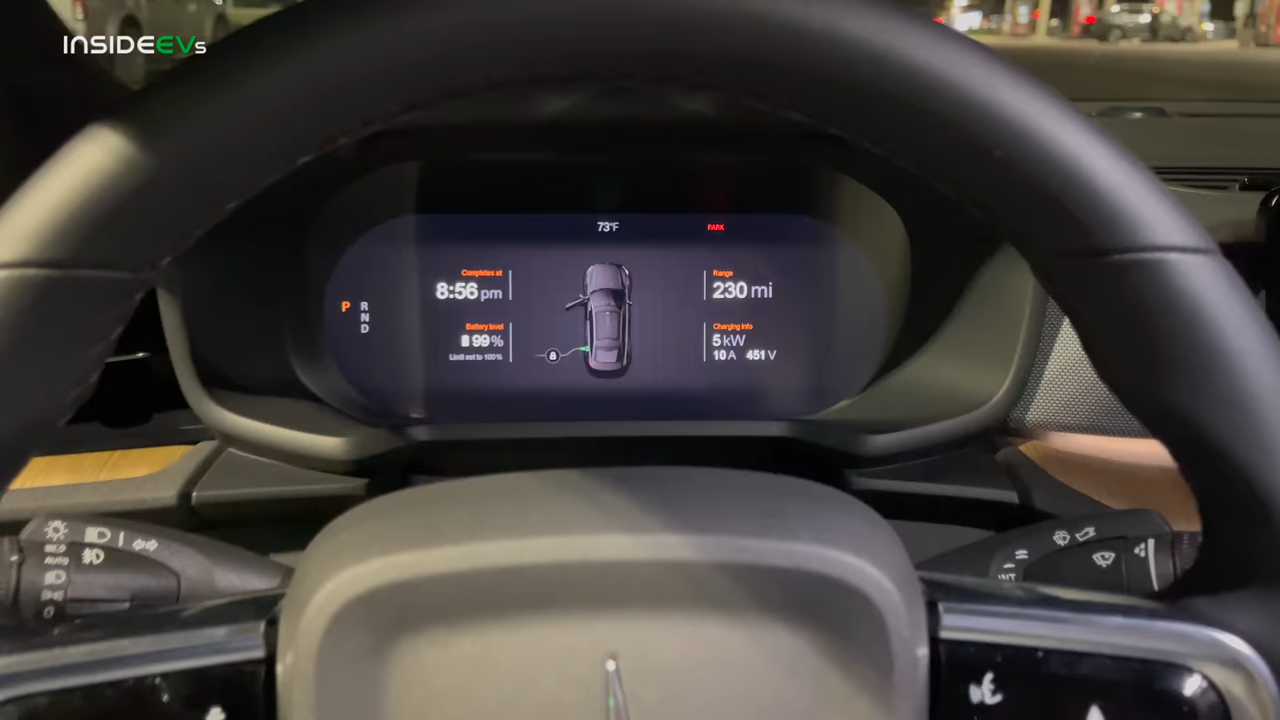 INSIDEEVs
73°F
PARK
Completes at
8:56 pm
Range
230 mi
P
R
N
D
Battery level
99%
Limit set to 100%
Charging info
5 kW
10 A 451 V
AUTO
INT